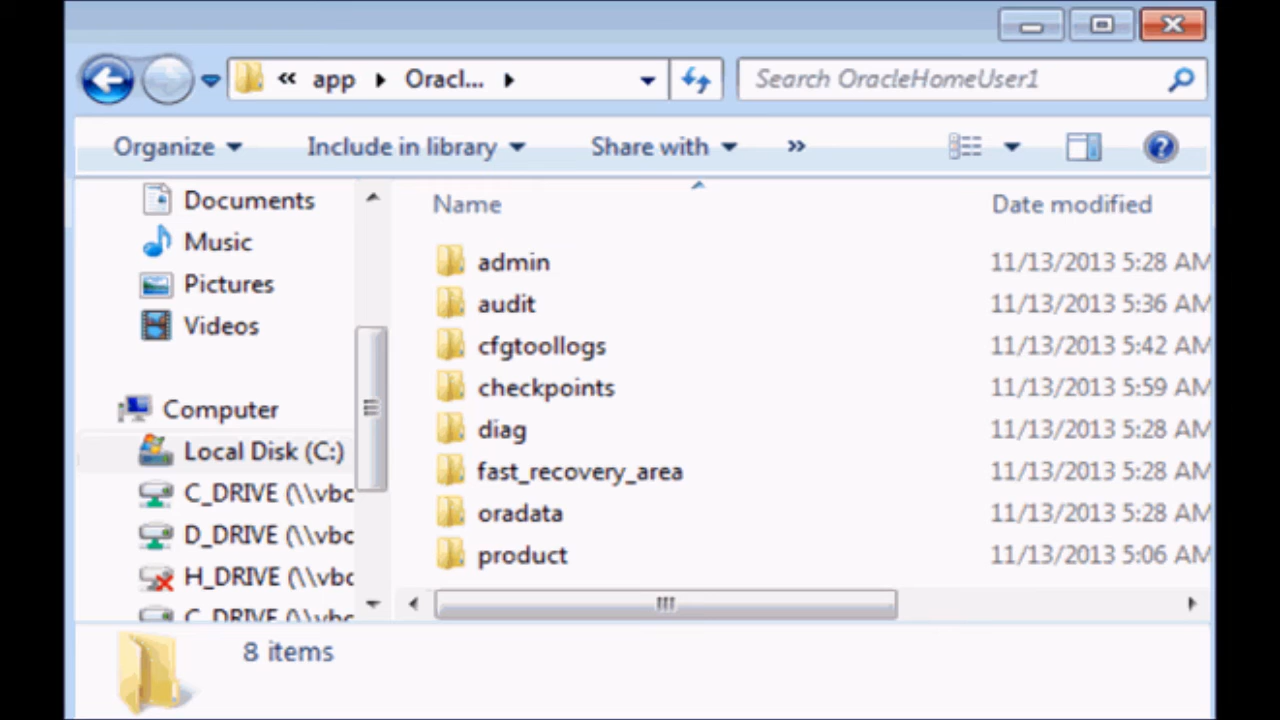 « app Oracl...
Search OracleHomeUser1
Organize Include in library Share with »
Documents
Music
Pictures
Videos
Computer
Local Disk (C:)
C_DRIVE (\\vbc
D_DRIVE (\\vbc
H_DRIVE (\\vbc
C_DRIVE (\\vbc
Name Date modified
admin 11/13/2013 5:28 AM
audit 11/13/2013 5:36 AM
cfgtoollogs 11/13/2013 5:42 AM
checkpoints 11/13/2013 5:59 AM
diag 11/13/2013 5:28 AM
fast_recovery_area 11/13/2013 5:28 AM
oradata 11/13/2013 5:28 AM
product 11/13/2013 5:06 AM
8 items